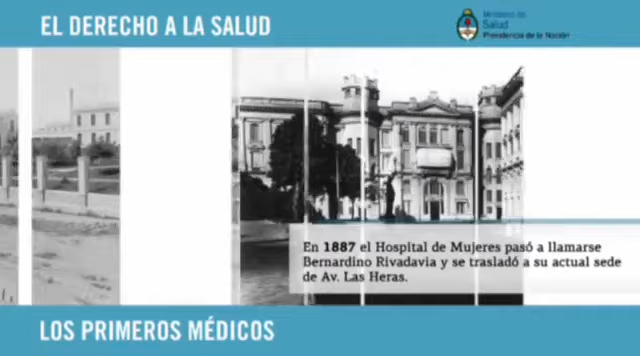 EL DERECHO A LA SALUD
Ministerio de
Salud
Presidencia de la Nación
En 1887 el Hospital de Mujeres pasó a llamarse
Bernardino Rivadavia y se trasladó a su actual sede
de Av. Las Heras.
LOS PRIMEROS MÉDICOS